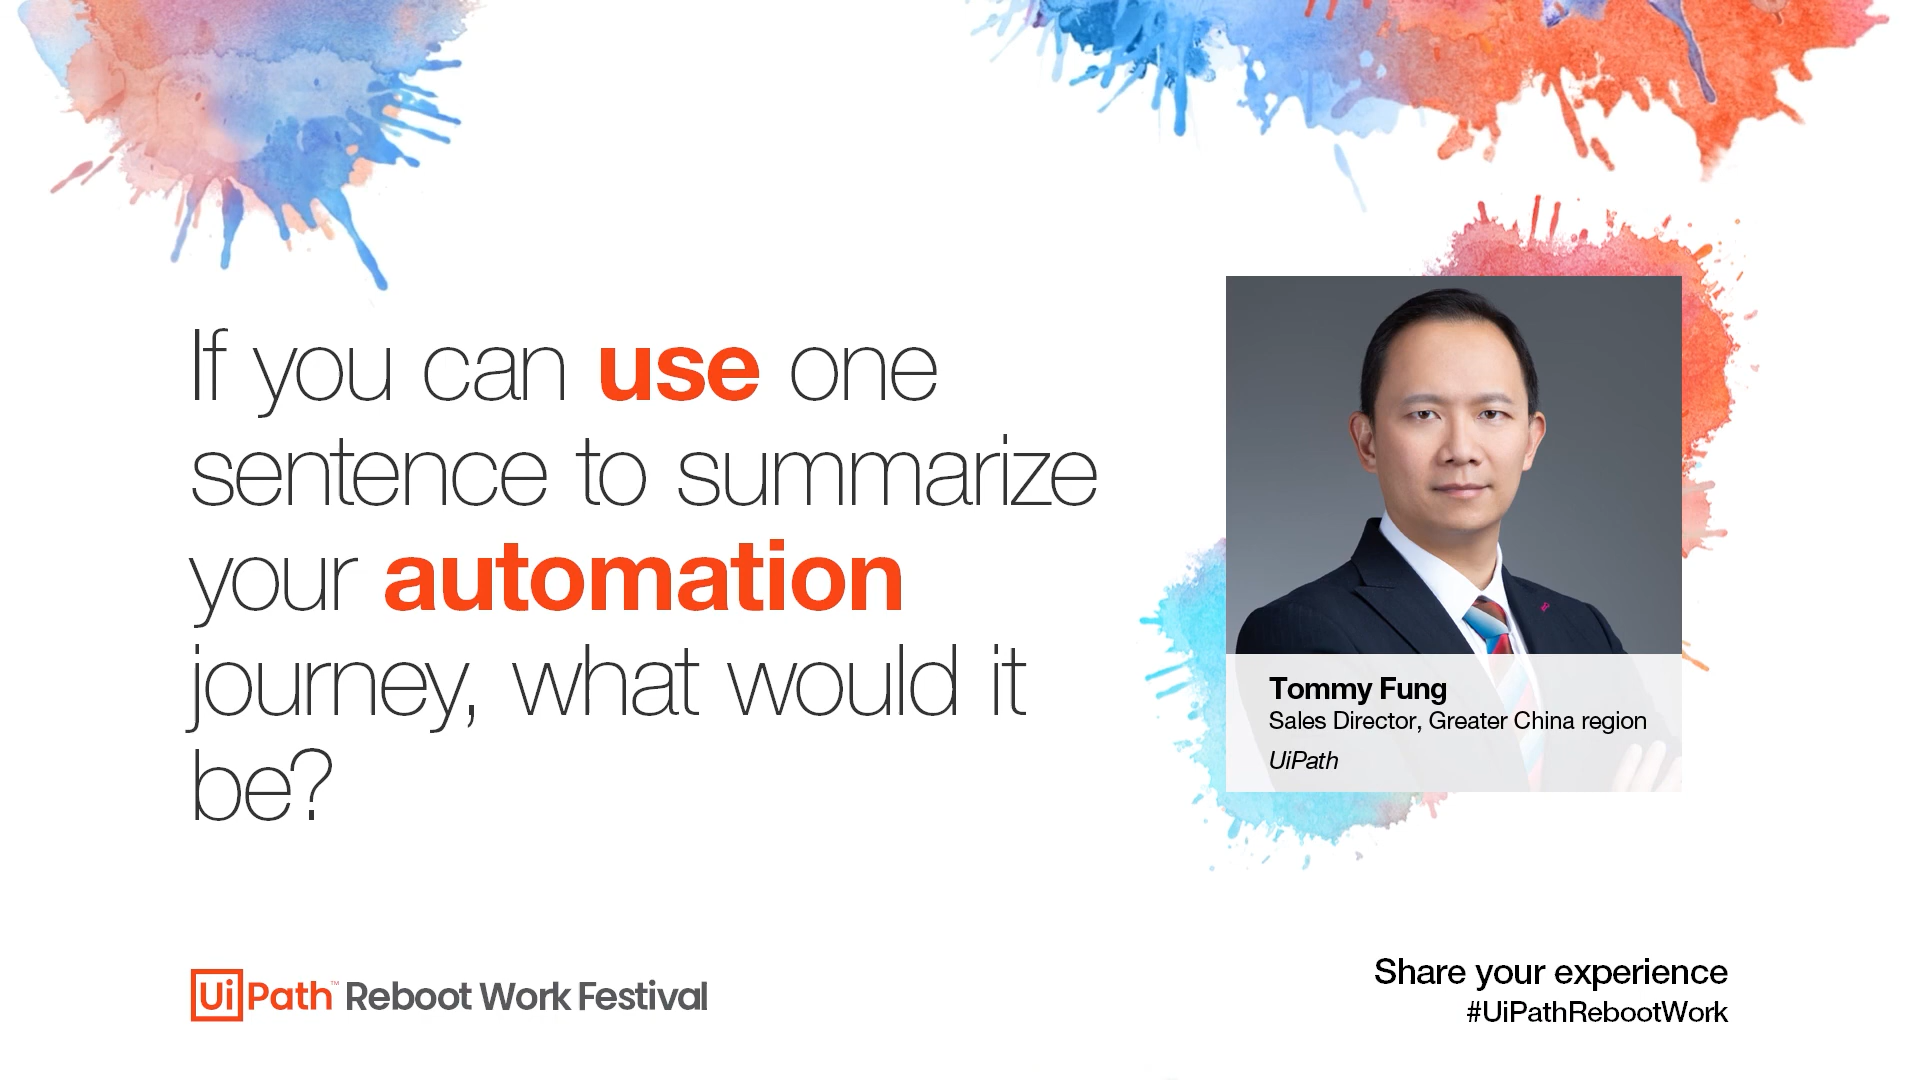 If you can use one
sentence to summarize
your automation
journey, what would it
be?
Tommy Fung
Sales Director, Greater China region
UiPath
UiPath™ Reboot Work Festival
Share your experience
#UiPathRebootWork